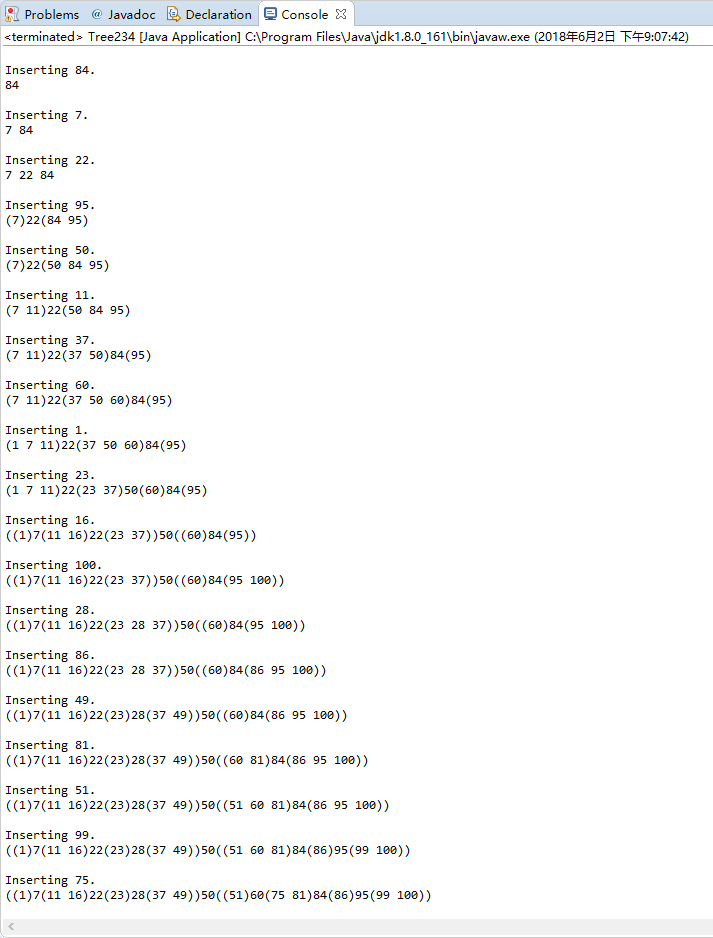 Problems @ Javadoc Declaration Console
<terminated> Tree234 [Java Application] C:\Program Files\Java\jdk1.8.0_161\bin\javaw.exe (2018年6月2日 下午9:07:42)
Inserting 84.
84
Inserting 7.
7 84
Inserting 22.
7 22 84
Inserting 95.
(7)22(84 95)
Inserting 50.
(7)22(50 84 95)
Inserting 11.
(7 11)22(50 84 95)
Inserting 37.
(7 11)22(37 50)84(95)
Inserting 60.
(7 11)22(37 50 60)84(95)
Inserting 1.
(1 7 11)22(37 50 60)84(95)
Inserting 23.
(1 7 11)22(23 37)50(60)84(95)
Inserting 16.
((1)7(11 16)22(23 37))50((60)84(95))
Inserting 100.
((1)7(11 16)22(23 37))50((60)84(95 100))
Inserting 28.
((1)7(11 16)22(23 28 37))50((60)84(95 100))
Inserting 86.
((1)7(11 16)22(23 28 37))50((60)84(86 95 100))
Inserting 49.
((1)7(11 16)22(23)28(37 49))50((60)84(86 95 100))
Inserting 81.
((1)7(11 16)22(23)28(37 49))50((60 81)84(86 95 100))
Inserting 51.
((1)7(11 16)22(23)28(37 49))50((51 60 81)84(86 95 100))
Inserting 99.
((1)7(11 16)22(23)28(37 49))50((51 60 81)84(86)95(99 100))
Inserting 75.
((1)7(11 16)22(23)28(37 49))50((51)60(75 81)84(86)95(99 100))